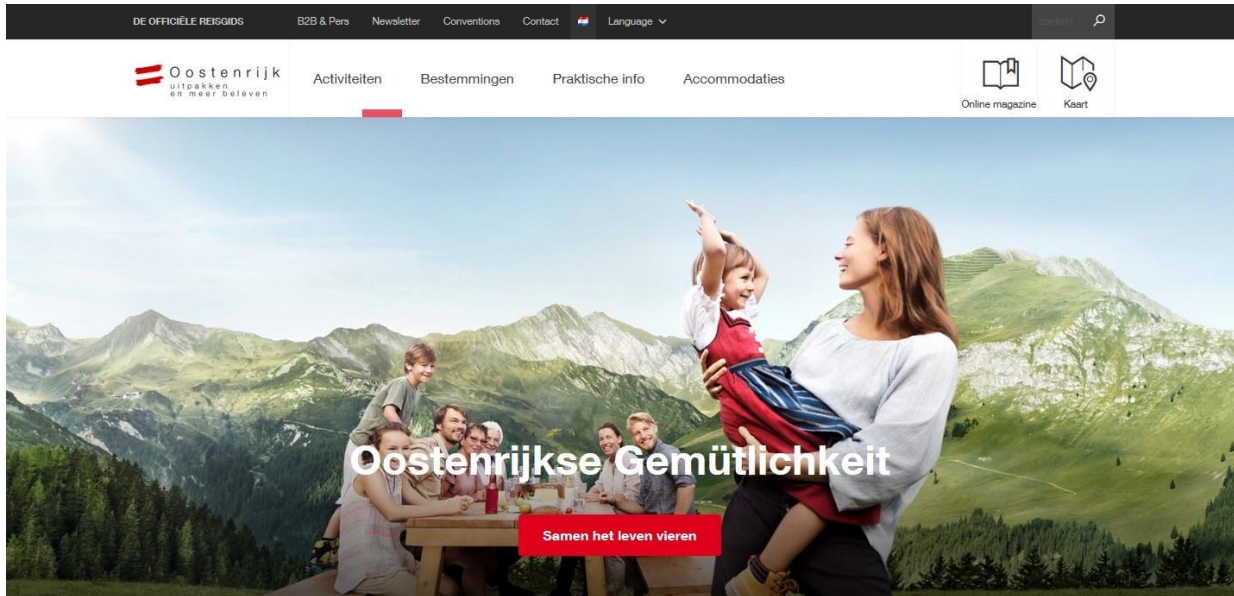 DE OFFICIËLE REISGIDS B2B & Pers Newsletter Conventions Contact Language zoeken
Oostenrijk
uitpakken
en meer beleven
Activiteiten Bestemmingen Praktische info Accommodaties
Online magazine Kaart
Oostenrijkse Gemütlichkeit
Samen het leven vieren